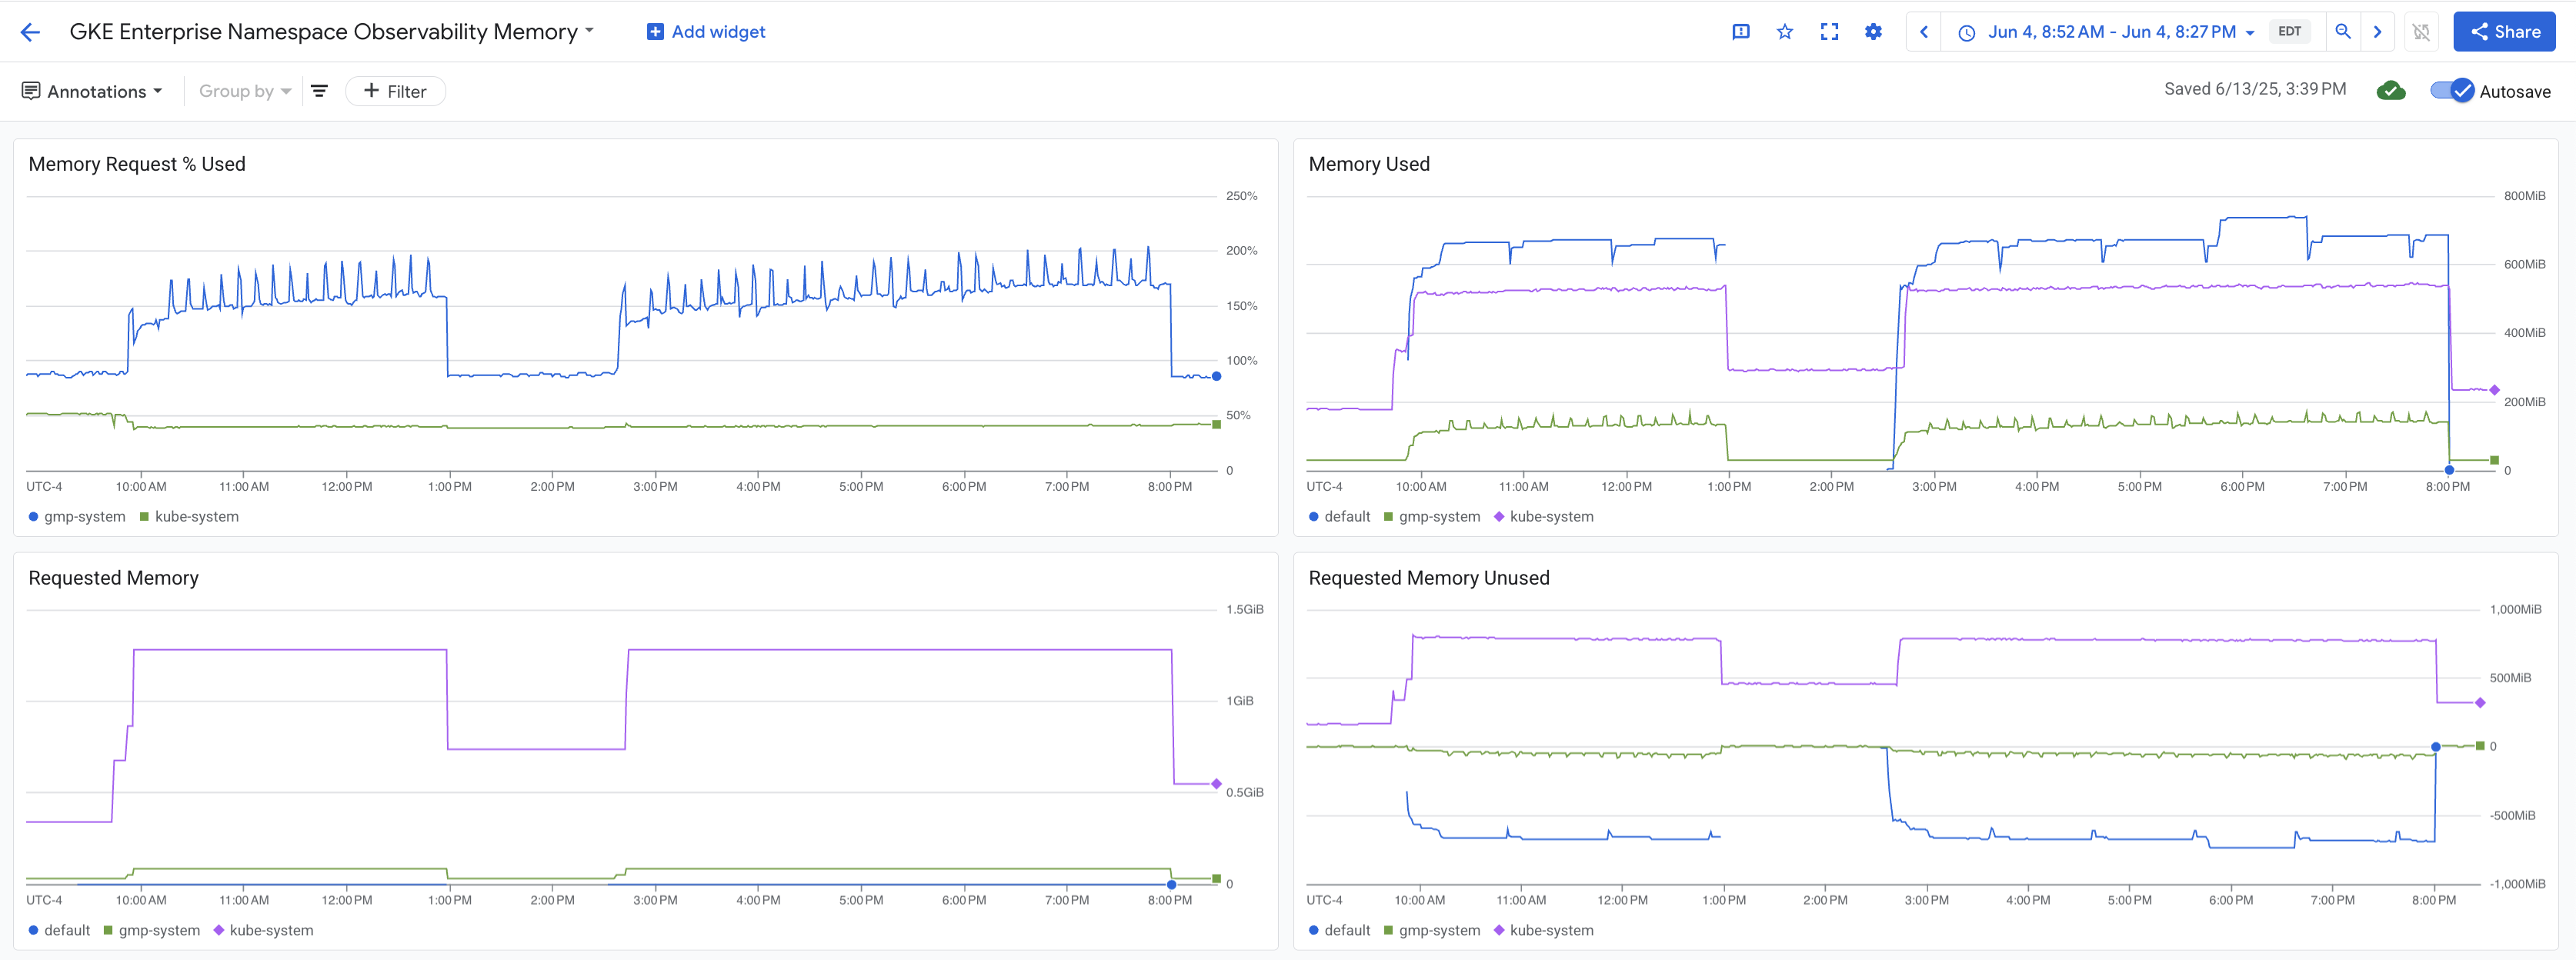 GKE Enterprise Namespace Observability Memory
Add widget
Jun 4, 8:52 AM - Jun 4, 8:27 PM
EDT
Share
Annotations
Group by
Filter
Saved 6/13/25, 3:39 PM
Autosave
Memory Request % Used
250%
200%
150%
100%
50%
0
UTC-4 10:00 AM 11:00 AM 12:00 PM 1:00 PM 2:00 PM 3:00 PM 4:00 PM 5:00 PM 6:00 PM 7:00 PM 8:00 PM
gmp-system kube-system
Memory Used
800MiB
600MiB
400MiB
200MiB
0
UTC-4 10:00 AM 11:00 AM 12:00 PM 1:00 PM 2:00 PM 3:00 PM 4:00 PM 5:00 PM 6:00 PM 7:00 PM 8:00 PM
default gmp-system kube-system
Requested Memory
1.5GiB
1GiB
0.5GiB
0
UTC-4 10:00 AM 11:00 AM 12:00 PM 1:00 PM 2:00 PM 3:00 PM 4:00 PM 5:00 PM 6:00 PM 7:00 PM 8:00 PM
default gmp-system kube-system
Requested Memory Unused
1,000MiB
500MiB
0
-500MiB
-1,000MiB
UTC-4 10:00 AM 11:00 AM 12:00 PM 1:00 PM 2:00 PM 3:00 PM 4:00 PM 5:00 PM 6:00 PM 7:00 PM 8:00 PM
default gmp-system kube-system